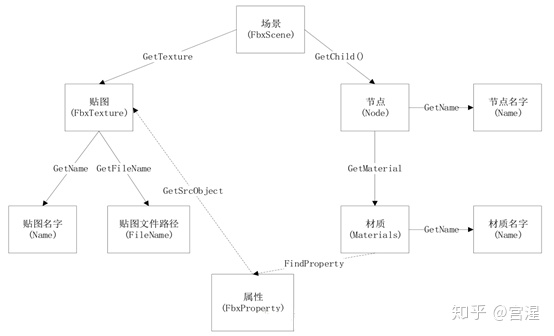 场景
(FbxScene)
GetTexture
GetChild()
贴图
(FbxTexture)
节点
(Node)
GetName
节点名字
(Name)
GetName
GetFileName
GetMaterial
GetSrcObject
贴图名字
(Name)
贴图文件路径
(FileName)
材质
(Materials)
GetName
材质名字
(Name)
FindProperty
属性
(FbxProperty)
知乎 @宫渥